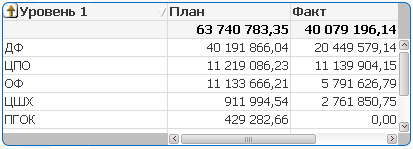 Уровень 1 План Факт
63 740 783,35 40 079 196,14
ДФ 40 191 866,04 20 449 579,14
ЦПО 11 219 086,23 11 139 904,15
ОФ 11 133 666,21 5 791 626,79
ЦШХ 911 994,54 2 761 850,75
ПГОК 429 282,66 0,00